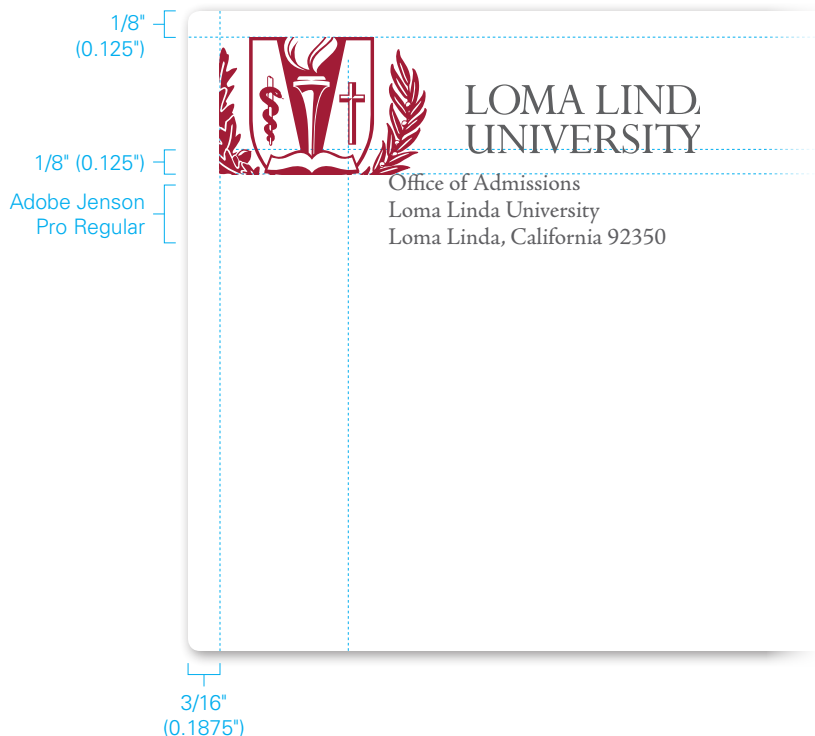 1/8"
(0.125")
LOMA LIND
UNIVERSITY
1/8" (0.125")
Office of Admissions
Adobe Jenson
Loma Linda University
Pro Regular
Loma Linda, California 92350
3/16"
(0.1875")